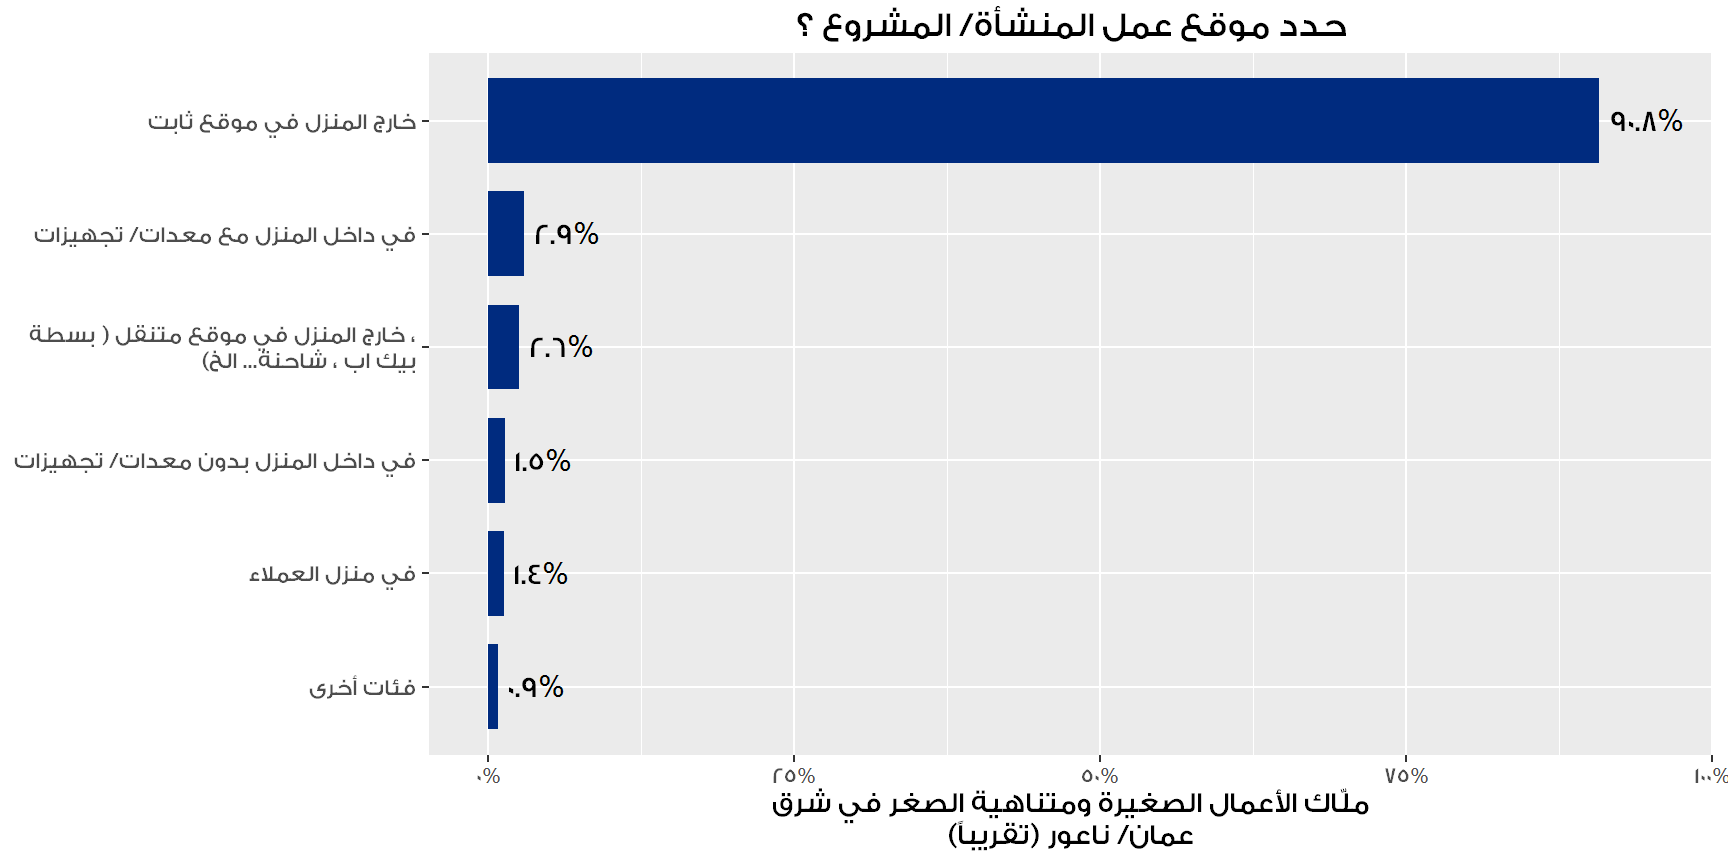 حدد موقع عمل المنشأة/ المشروع ؟
خارج المنزل في موقع ثابت
٩٠.٨%
في داخل المنزل مع معدات/ تجهيزات
٢.٩%
، خارج المنزل في موقع متنقل ( بسطة
بيك اب ، شاحنة... الخ)
٢.٦%
في داخل المنزل بدون معدات/ تجهيزات
١.٥%
في منزل العملاء
١.٤%
فئات أخرى
٠.٩%
٠%
٢٥%
٥٠%
٧٥%
١٠٠%
ملّاك الأعمال الصغيرة ومتناهية الصغر في شرق
عمان/ ناعور (تقريباً)